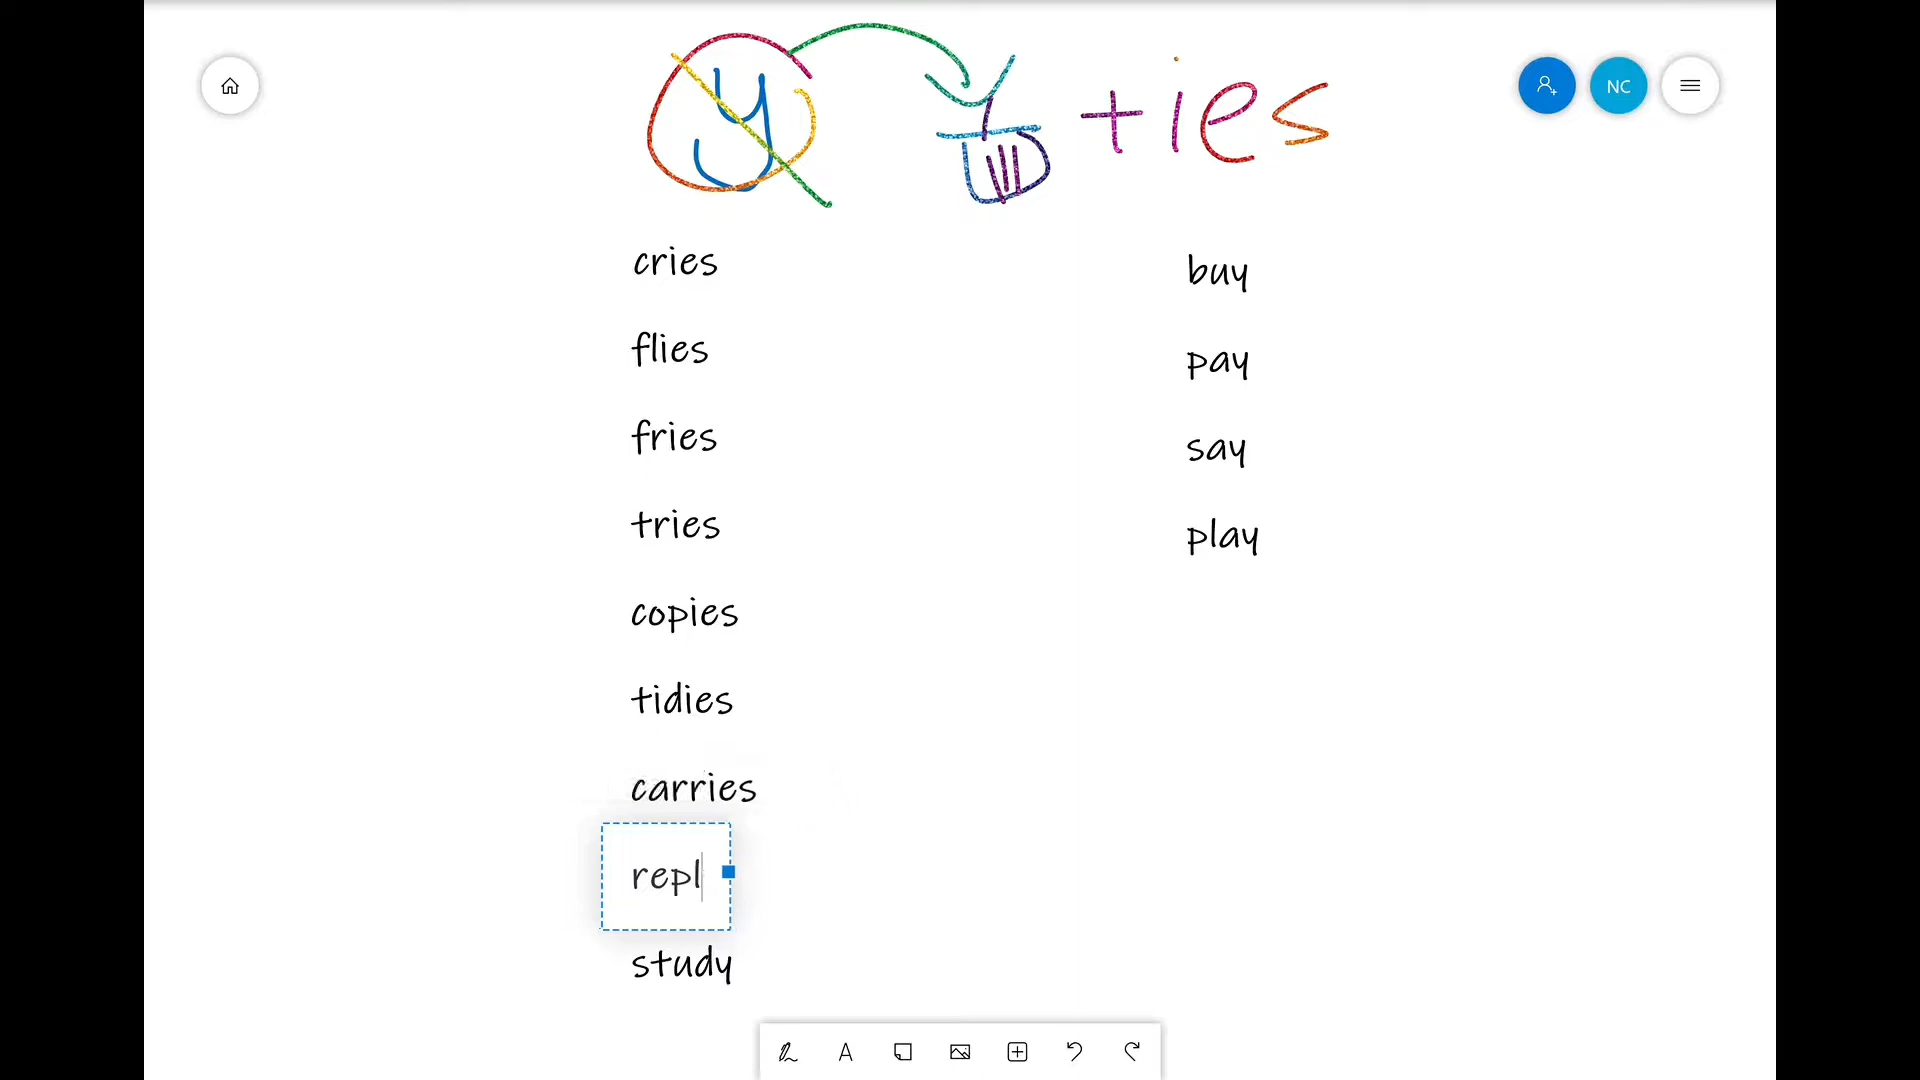 y Y +ies
NC
cries
flies
fries
tries
copies
tidies
carries
repl
study
buy
pay
say
play
A